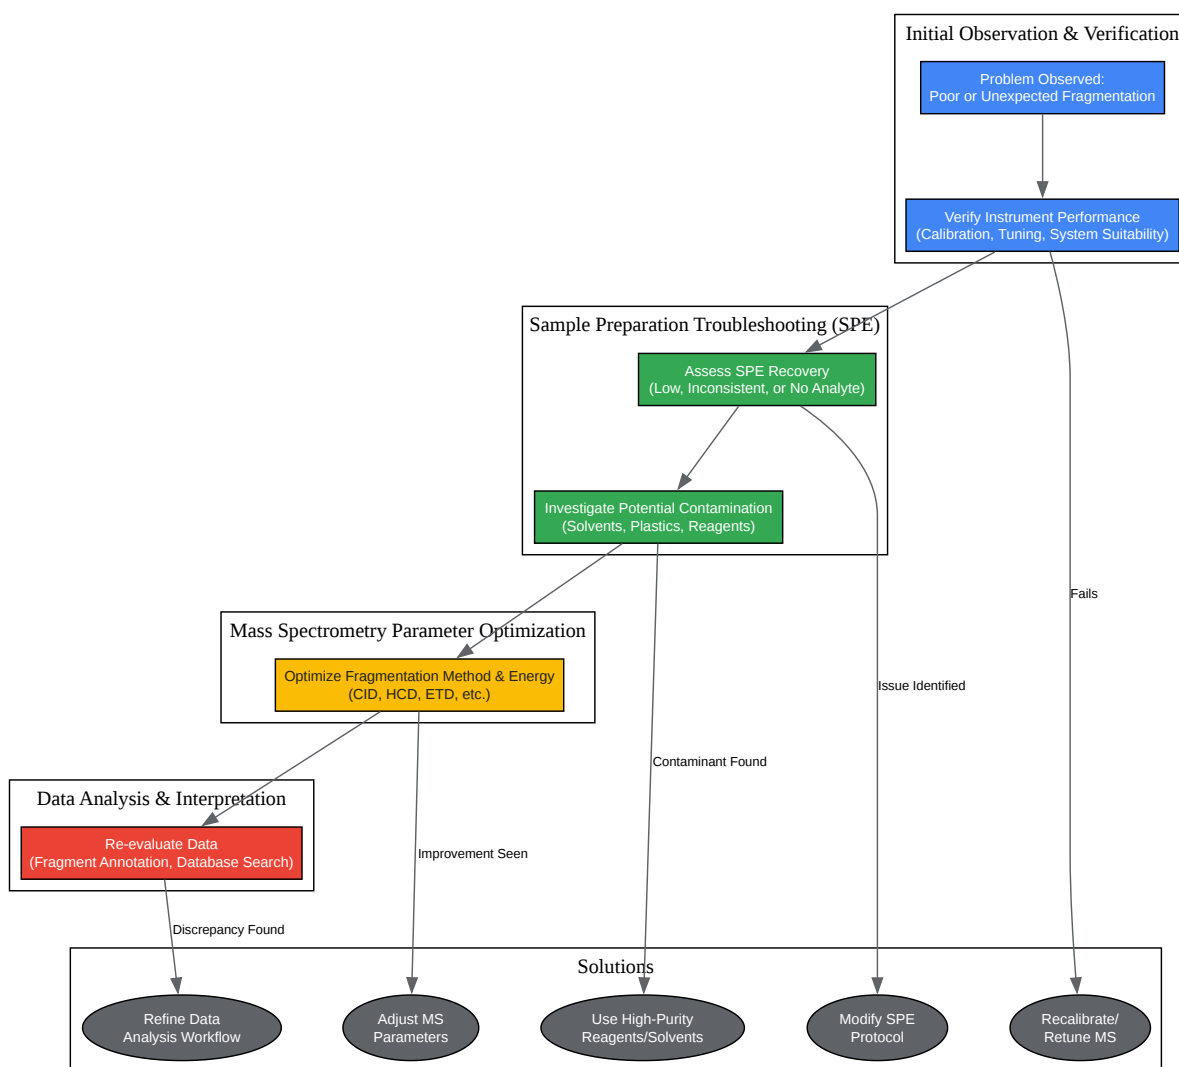 Initial Observation & Verification
Problem Observed:
Poor or Unexpected Fragmentation
Verify Instrument Performance
(Calibration, Tuning, System Suitability)
Sample Preparation Troubleshooting (SPE)
Assess SPE Recovery
(Low, Inconsistent, or No Analyte)
Investigate Potential Contamination
(Solvents, Plastics, Reagents)
Fails
Mass Spectrometry Parameter Optimization
Optimize Fragmentation Method & Energy
(CID, HCD, ETD, etc.)
Issue Identified
Contaminant Found
Data Analysis & Interpretation
Re-evaluate Data
(Fragment Annotation, Database Search)
Improvement Seen
Discrepancy Found
Solutions
Refine Data
Analysis Workflow
Adjust MS
Parameters
Use High-Purity
Reagents/Solvents
Modify SPE
Protocol
Recalibrate/
Retune MS